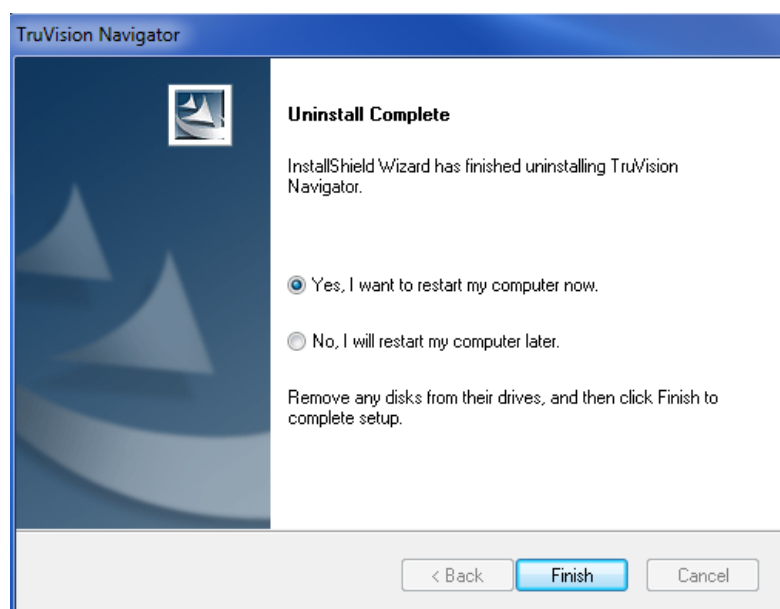 TruVision Navigator
Uninstall Complete
InstallShield Wizard has finished uninstalling TruVision
Navigator.
Yes, I want to restart my computer now.
No, I will restart my computer later.
Remove any disks from their drives, and then click Finish to
complete setup.
< Back
Finish
Cancel